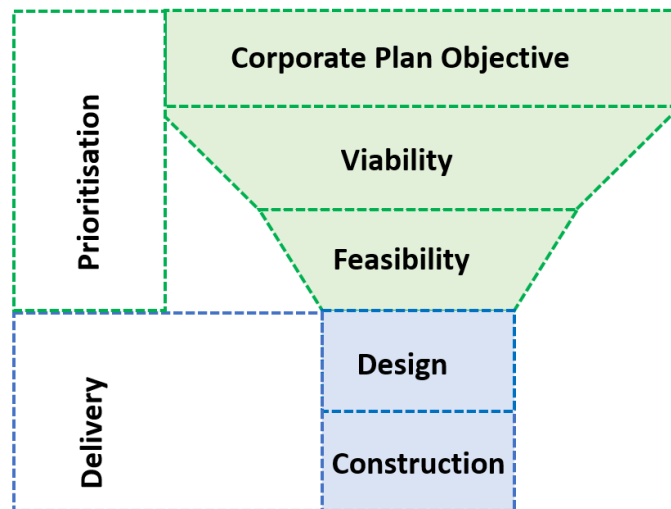 Prioritisation
Corporate Plan Objective
Viability
Feasibility
Delivery
Design
Construction